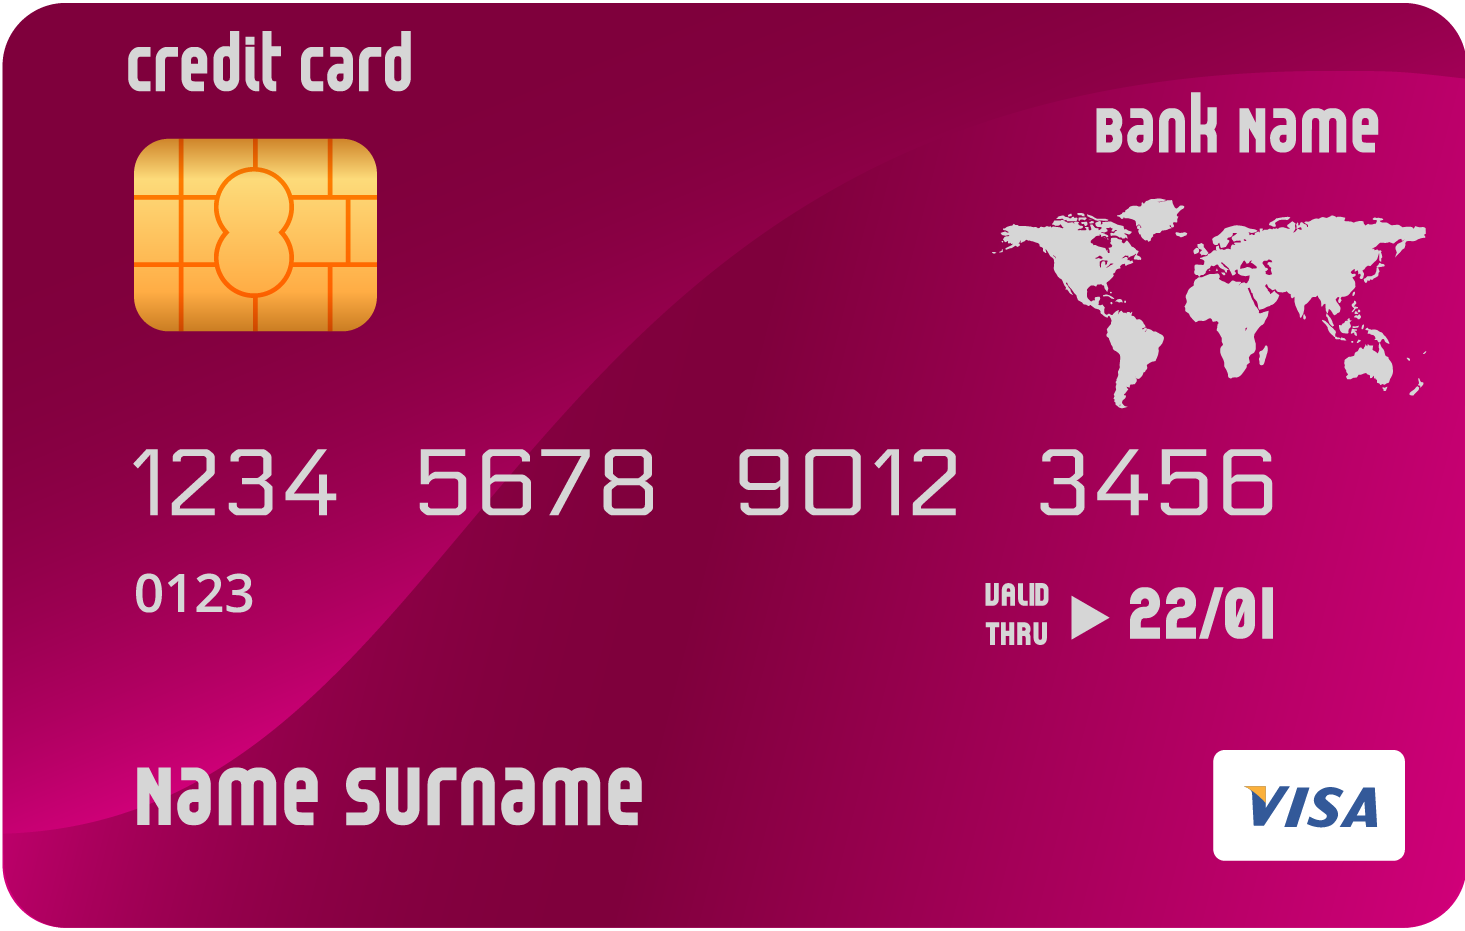 credit card
Bank Name
1234 5678 9012 3456
0123
VALID THRU 22/01
Name Surname
VISA